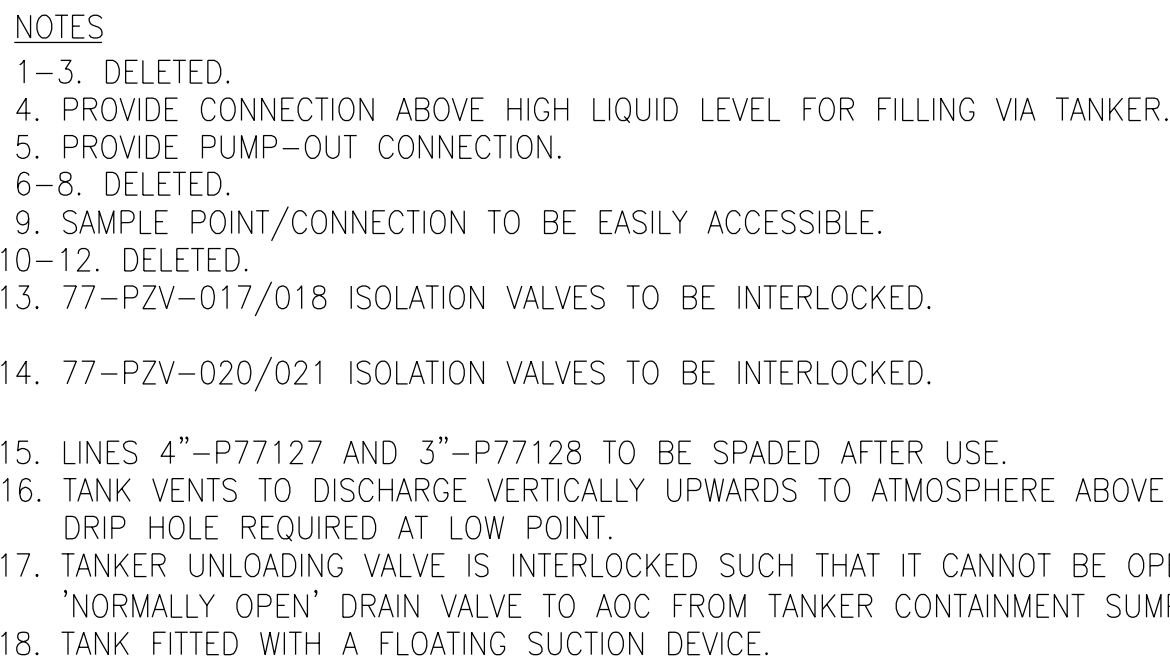 NOTES
1-3. DELETED.
4. PROVIDE CONNECTION ABOVE HIGH LIQUID LEVEL FOR FILLING VIA TANKER.
5. PROVIDE PUMP-OUT CONNECTION.
6-8. DELETED.
9. SAMPLE POINT/CONNECTION TO BE EASILY ACCESSIBLE.
10-12. DELETED.
13. 77-PZV-017/018 ISOLATION VALVES TO BE INTERLOCKED.
14. 77-PZV-020/021 ISOLATION VALVES TO BE INTERLOCKED.
15. LINES 4”-P77127 AND 3”-P77128 TO BE SPADED AFTER USE.
16. TANK VENTS TO DISCHARGE VERTICALLY UPWARDS TO ATMOSPHERE ABOVE
DRIP HOLE REQUIRED AT LOW POINT.
17. TANKER UNLOADING VALVE IS INTERLOCKED SUCH THAT IT CANNOT BE
'NORMALLY OPEN' DRAIN VALVE TO AOC FROM TANKER CONTAINMENT SUMP
18. TANK FITTED WITH A FLOATING SUCTION DEVICE.